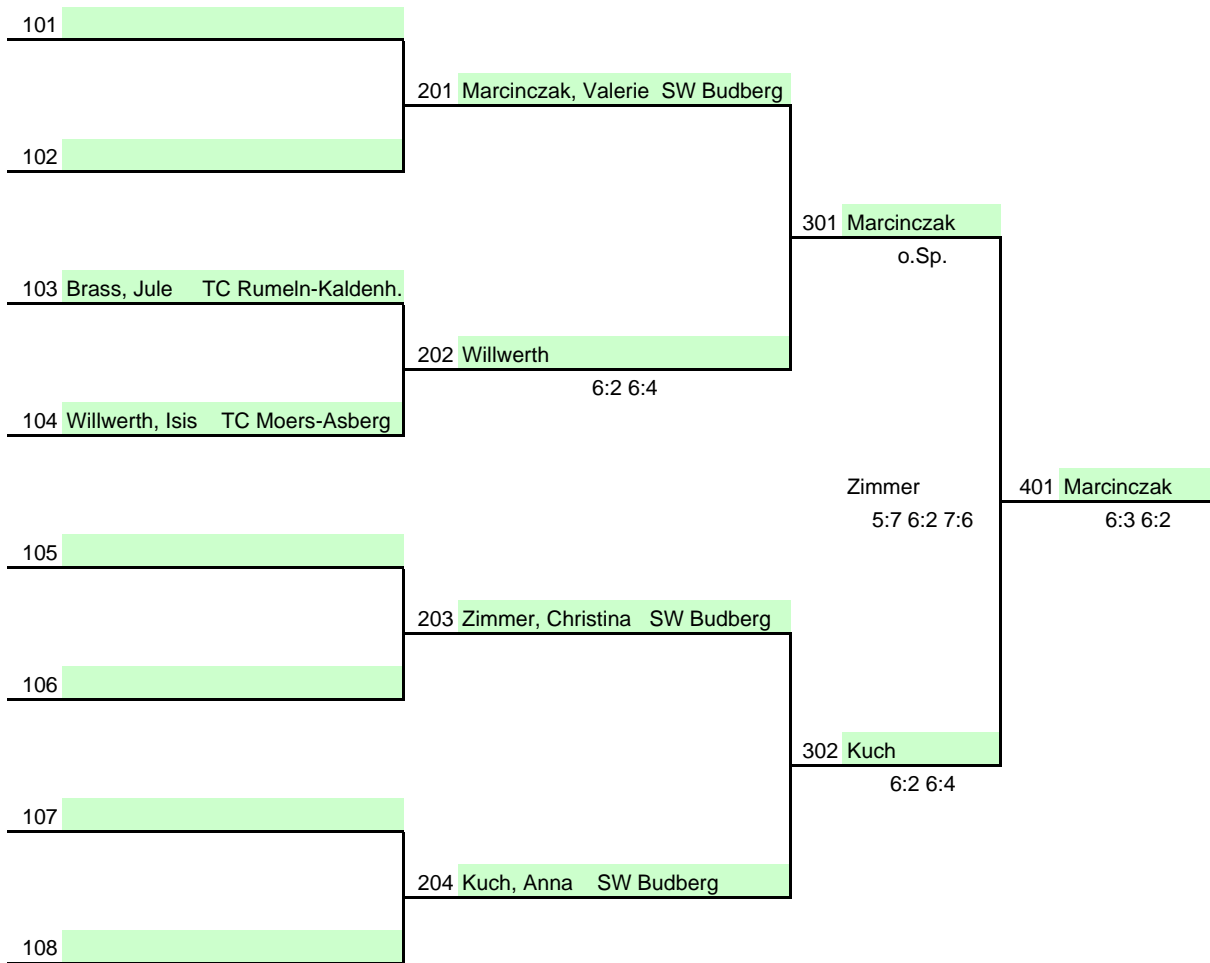 101
201 Marcinczak, Valerie SW Budberg
102
301 Marcinczak
o.Sp.
103 Brass, Jule TC Rumeln-Kaldenh.
202 Willwerth
6:2 6:4
104 Willwerth, Isis TC Moers-Asberg
Zimmer 401 Marcinczak
5:7 6:2 7:6 6:3 6:2
105
203 Zimmer, Christina SW Budberg
106
302 Kuch
6:2 6:4
107
204 Kuch, Anna SW Budberg
108